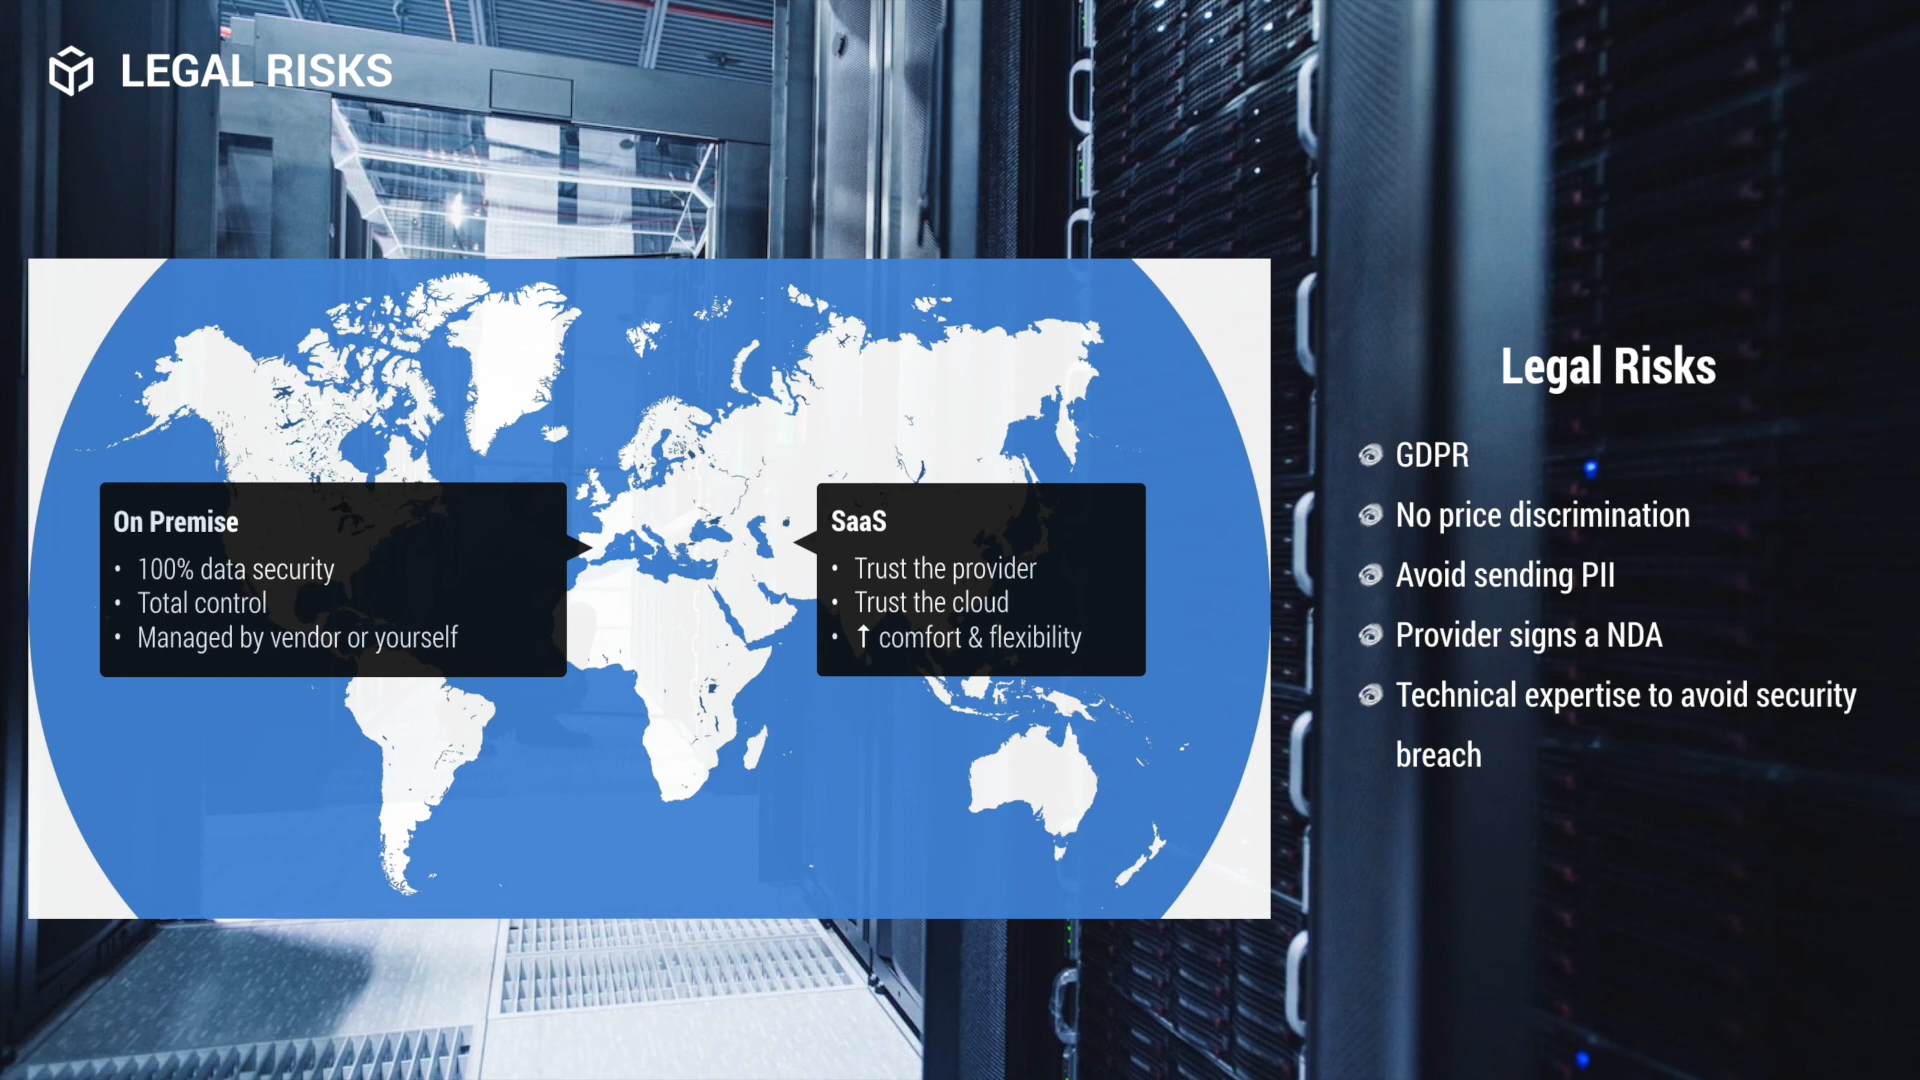 LEGAL RISKS
On Premise
• 100% data security
• Total control
• Managed by vendor or yourself
SaaS
• Trust the provider
• Trust the cloud
• ↑ comfort & flexibility
Legal Risks
GDPR
No price discrimination
Avoid sending PII
Provider signs a NDA
Technical expertise to avoid security
breach